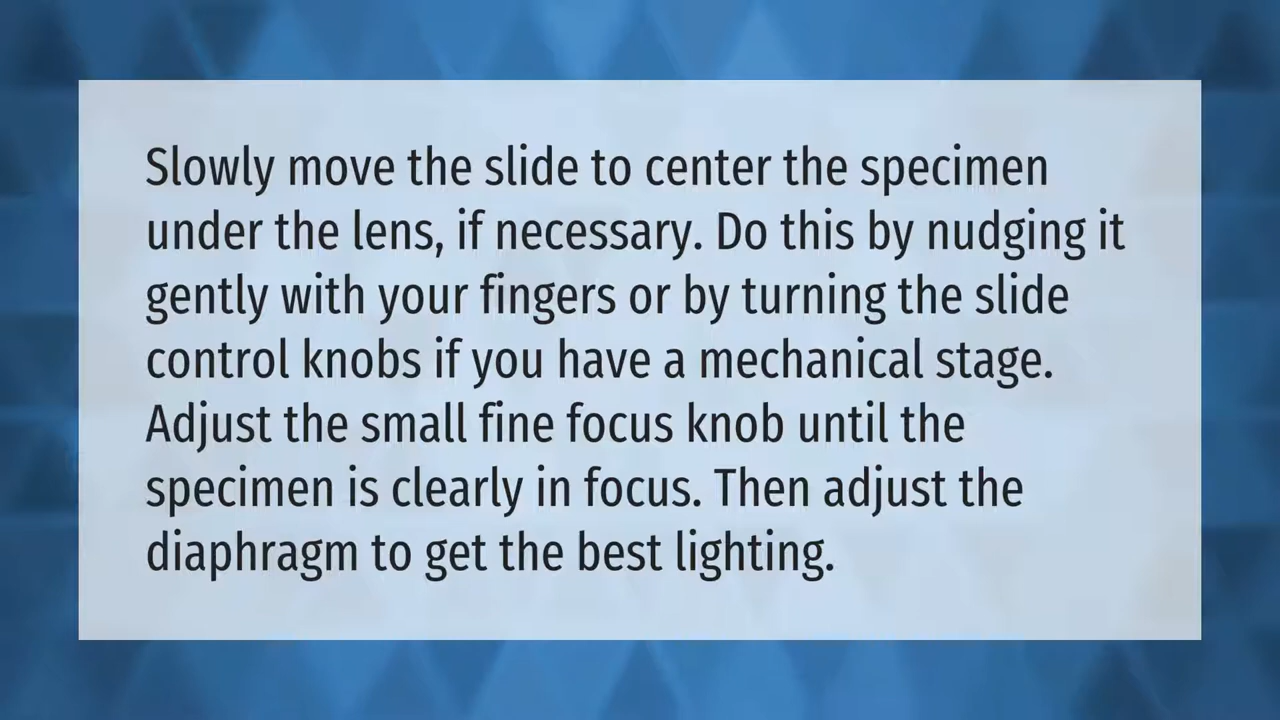 Slowly move the slide to center the specimen
under the lens, if necessary. Do this by nudging it
gently with your fingers or by turning the slide
control knobs if you have a mechanical stage.
Adjust the small fine focus knob until the
specimen is clearly in focus. Then adjust the
diaphragm to get the best lighting.